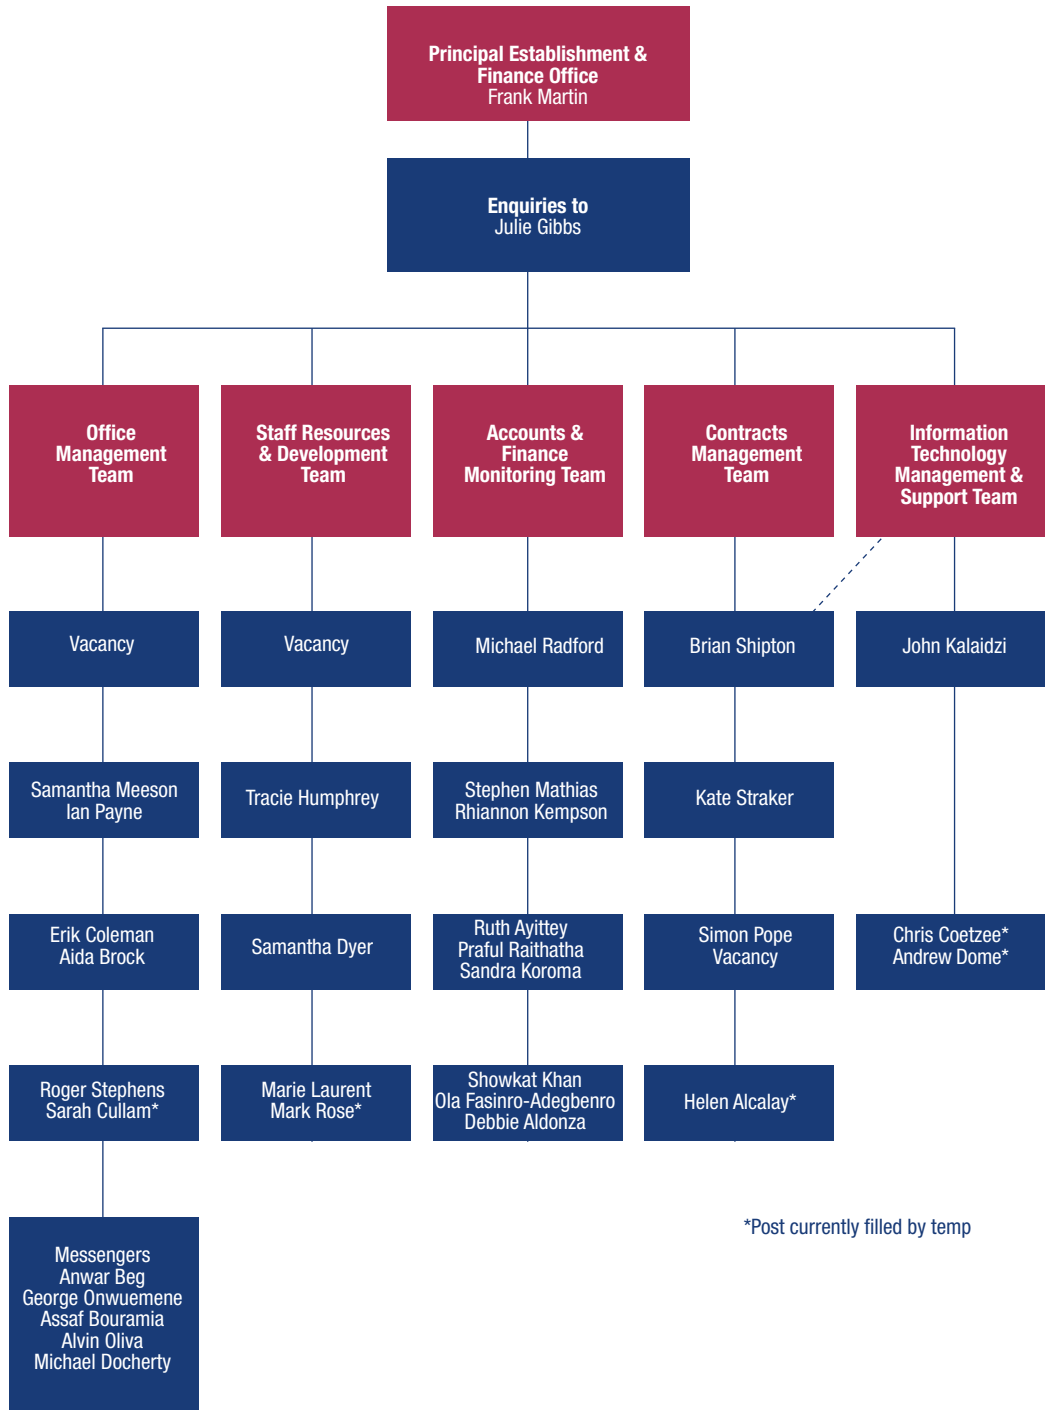 Principal Establishment &
Finance Office
Frank Martin
Enquiries to
Julie Gibbs
Office
Management
Team
Staff Resources
& Development
Team
Accounts &
Finance
Monitoring Team
Contracts
Management
Team
Information
Technology
Management &
Support Team
Vacancy
Vacancy
Michael Radford
Brian Shipton
John Kalaidzi
Samantha Meeson
Ian Payne
Tracie Humphrey
Stephen Mathias
Rhiannon Kempson
Kate Straker
Erik Coleman
Aida Brock
Samantha Dyer
Ruth Ayittey
Praful Raithatha
Sandra Koroma
Simon Pope
Vacancy
Chris Coetzee*
Andrew Dome*
Roger Stephens
Sarah Cullam*
Marie Laurent
Mark Rose*
Showkat Khan
Ola Fasinro-Adegbenro
Debbie Aldonza
Helen Alcalay*
*Post currently filled by temp
Messengers
Anwar Beg
George Onwuemene
Assaf Bouramia
Alvin Oliva
Michael Docherty